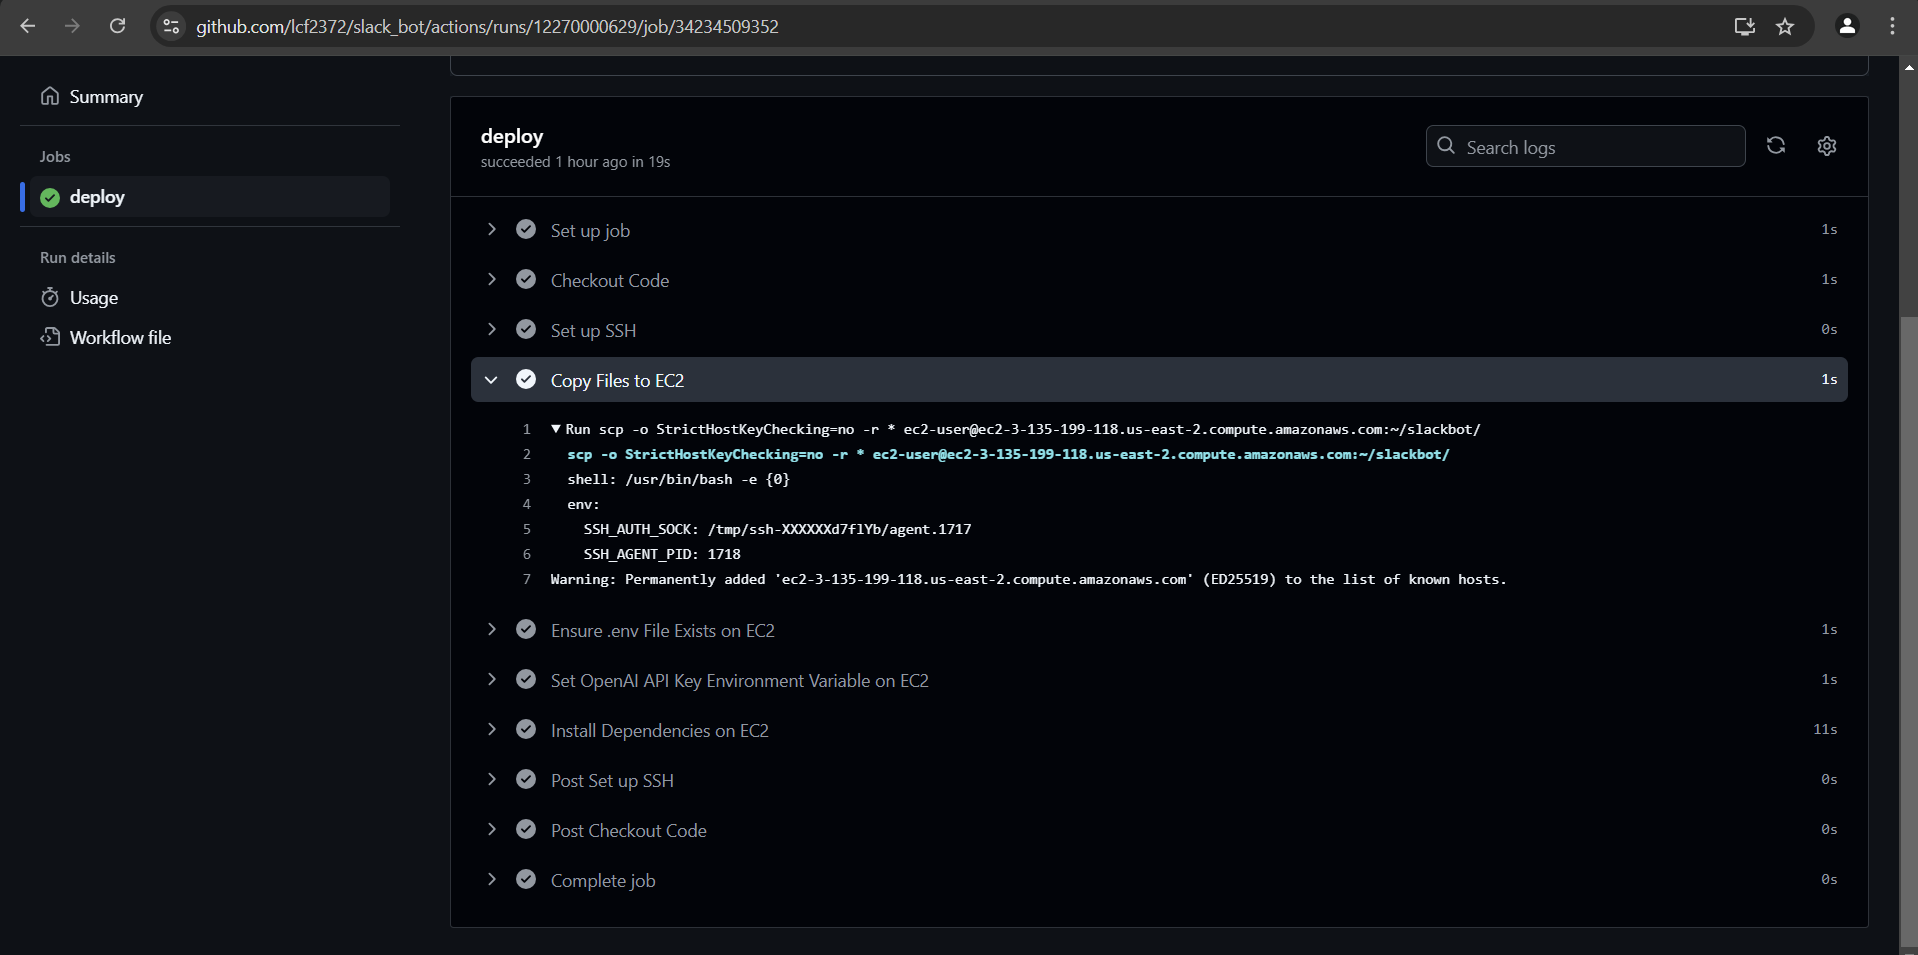 github.com/lcf2372/slack_bot/actions/runs/12270000629/job/34234509352
Summary
Jobs
deploy
Run details
Usage
Workflow file
deploy
succeeded 1 hour ago in 19s
Search logs
Set up job 1s
Checkout Code 1s
Set up SSH 0s
Copy Files to EC2 1s
1 Run scp -o StrictHostKeyChecking=no -r * ec2-user@ec2-3-135-199-118.us-east-2.compute.amazonaws.com:~/slackbot/
2 scp -o StrictHostKeyChecking=no -r * ec2-user@ec2-3-135-199-118.us-east-2.compute.amazonaws.com:~/slackbot/
3 shell: /usr/bin/bash -e {0}
4 env:
5 SSH_AUTH_SOCK: /tmp/ssh-XXXXXXd7flYb/agent.1717
6 SSH_AGENT_PID: 1718
7 Warning: Permanently added 'ec2-3-135-199-118.us-east-2.compute.amazonaws.com' (ED25519) to the list of known hosts.
Ensure .env File Exists on EC2 1s
Set OpenAI API Key Environment Variable on EC2 1s
Install Dependencies on EC2 11s
Post Set up SSH 0s
Post Checkout Code 0s
Complete job 0s